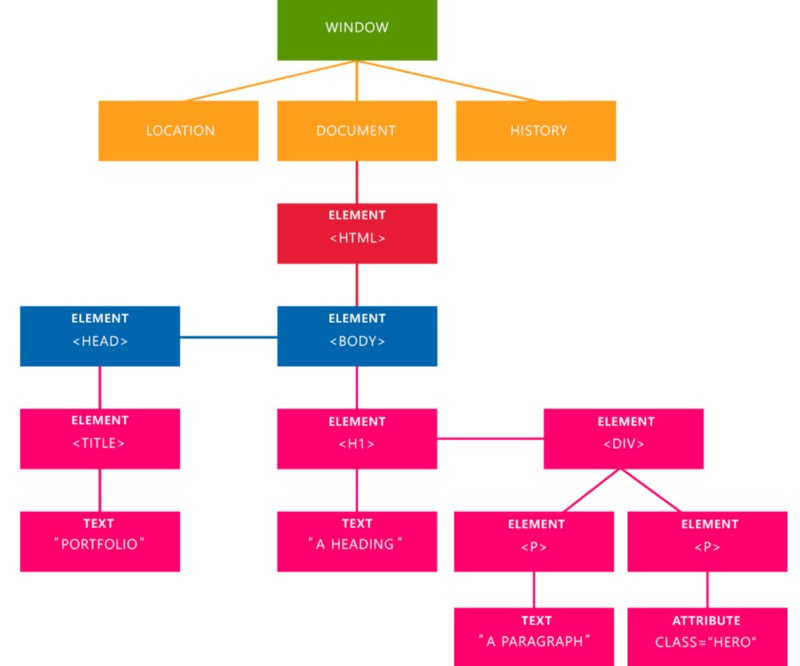 WINDOW
LOCATION
DOCUMENT
HISTORY
ELEMENT
<HTML>
ELEMENT
<HEAD>
ELEMENT
<BODY>
ELEMENT
<TITLE>
ELEMENT
<H1>
ELEMENT
<DIV>
TEXT
"PORTFOLIO"
TEXT
"A HEADING "
ELEMENT
<P>
ELEMENT
<P>
TEXT
"A PARAGRAPH"
ATTRIBUTE
CLASS="HERO"